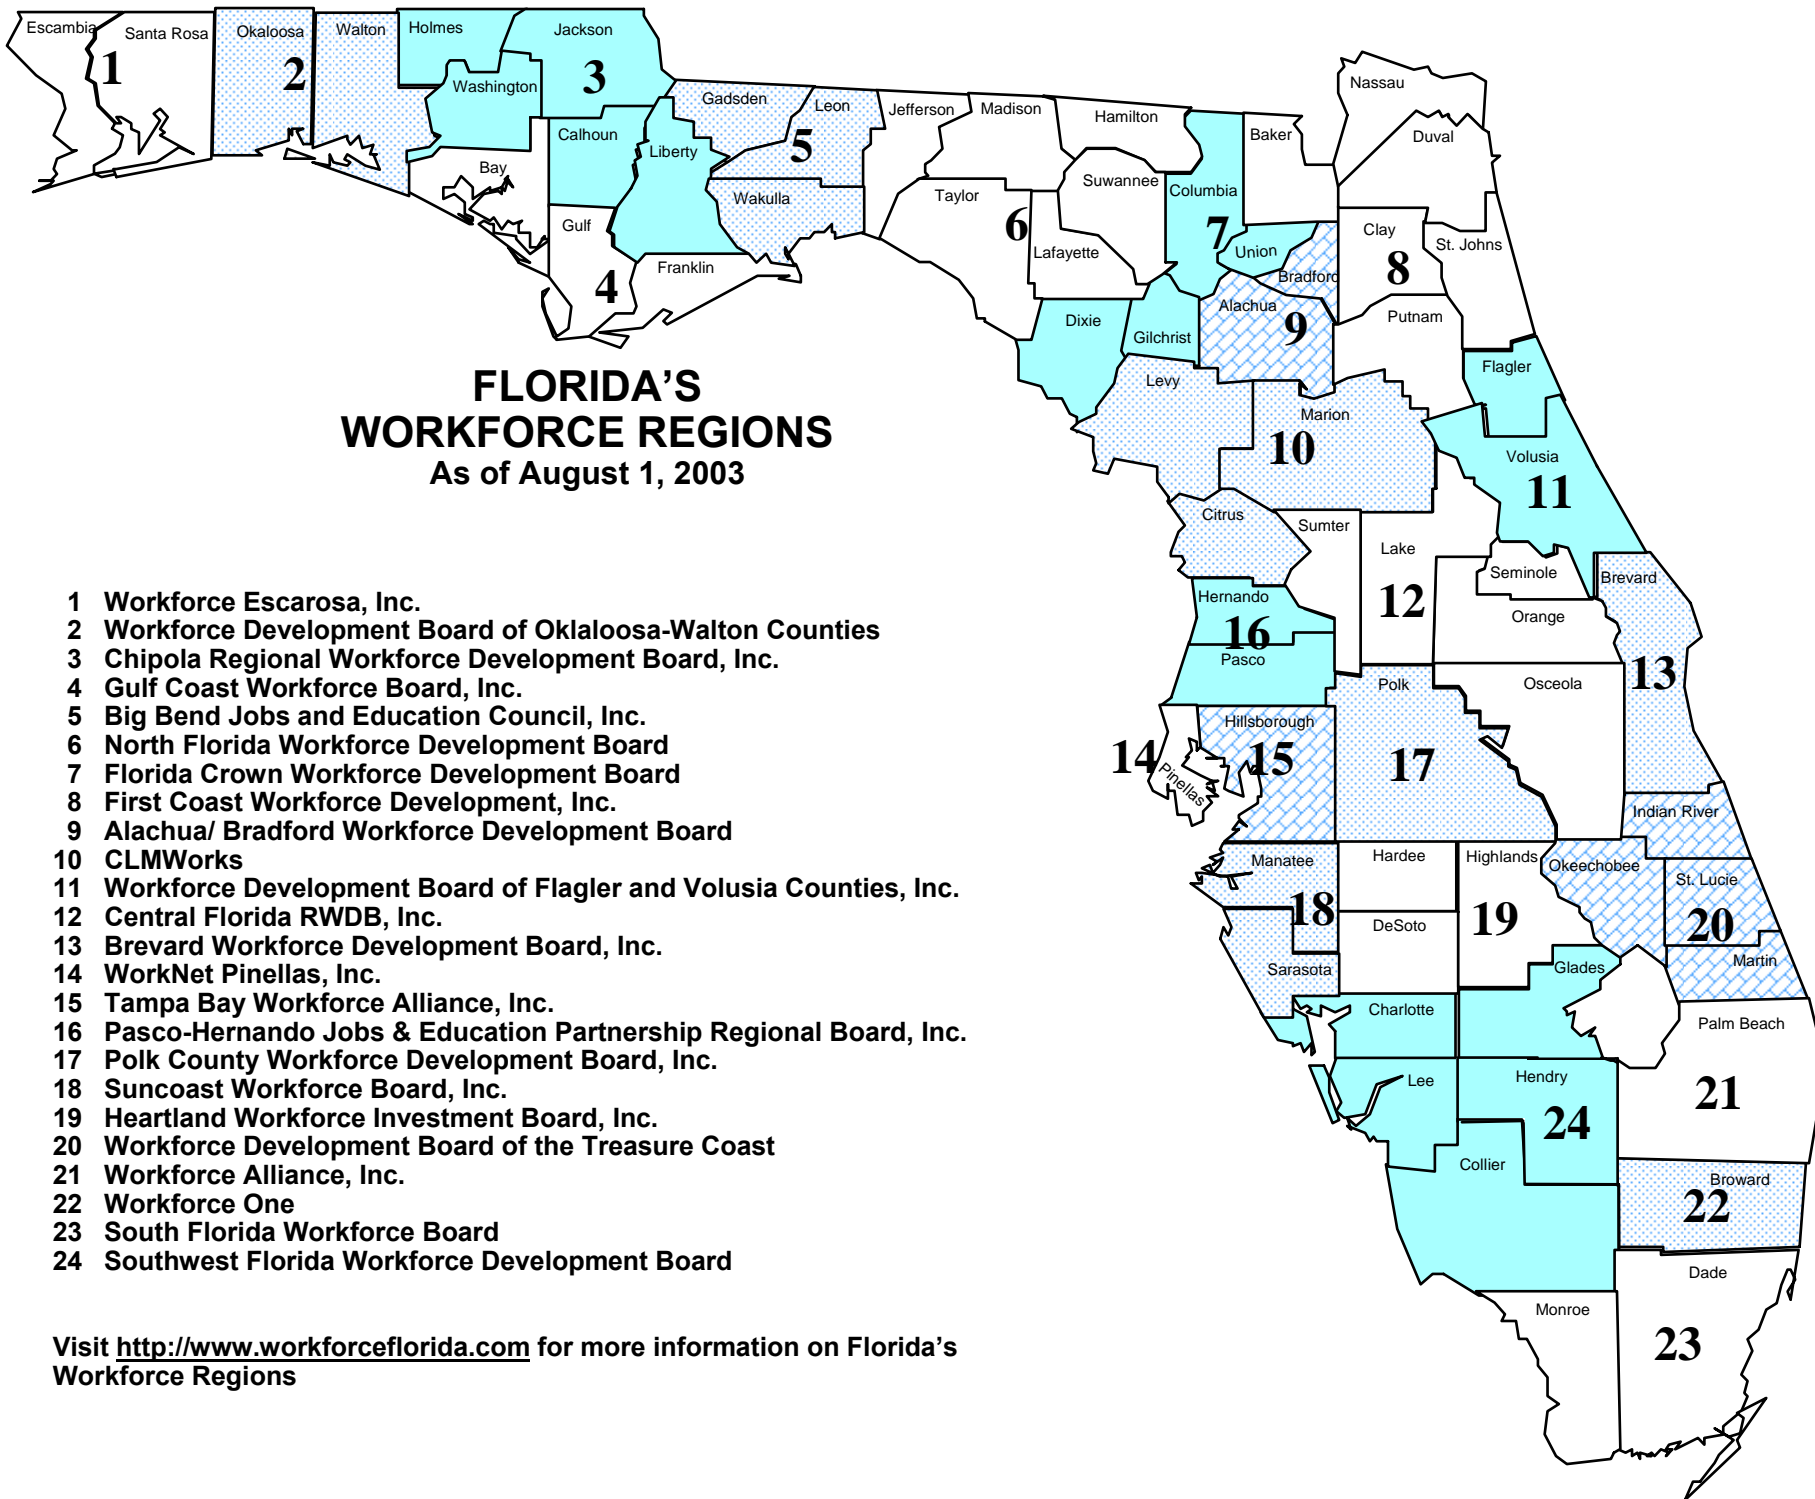 Escambia
Santa Rosa
Okaloosa
Walton
Holmes
Jackson
Washington
Calhoun
Bay
Gulf
Liberty
Franklin
Gadsden
Leon
Wakulla
Jefferson
Madison
Hamilton
Taylor
Lafayette
Suwannee
Columbia
Baker
Nassau
Duval
Union
Bradford
Clay
St. Johns
Dixie
Gilchrist
Alachua
Putnam
Levy
Marion
Flagler
Volusia
Citrus
Sumter
Lake
Seminole
Orange
Brevard
Hernando
Pasco
Polk
Osceola
Hillsborough
Pinellas
Indian River
Manatee
Hardee
Highlands
Okeechobee
St. Lucie
DeSoto
Sarasota
Glades
Martin
Charlotte
Palm Beach
Lee
Hendry
Collier
Broward
Dade
Monroe
1
2
3
4
5
6
7
8
9
10
11
12
13
14
15
16
17
18
19
20
21
22
23
24
FLORIDA'S
WORKFORCE REGIONS
As of August 1, 2003
1 Workforce Escarosa, Inc.
2 Workforce Development Board of Oklaloosa-Walton Counties
3 Chipola Regional Workforce Development Board, Inc.
4 Gulf Coast Workforce Board, Inc.
5 Big Bend Jobs and Education Council, Inc.
6 North Florida Workforce Development Board
7 Florida Crown Workforce Development Board
8 First Coast Workforce Development, Inc.
9 Alachua/ Bradford Workforce Development Board
10 CLMWorks
11 Workforce Development Board of Flagler and Volusia Counties, Inc.
12 Central Florida RWDB, Inc.
13 Brevard Workforce Development Board, Inc.
14 WorkNet Pinellas, Inc.
15 Tampa Bay Workforce Alliance, Inc.
16 Pasco-Hernando Jobs & Education Partnership Regional Board, Inc.
17 Polk County Workforce Development Board, Inc.
18 Suncoast Workforce Board, Inc.
19 Heartland Workforce Investment Board, Inc.
20 Workforce Development Board of the Treasure Coast
21 Workforce Alliance, Inc.
22 Workforce One
23 South Florida Workforce Board
24 Southwest Florida Workforce Development Board
Visit http://www.workforceflorida.com for more information on Florida's
Workforce Regions